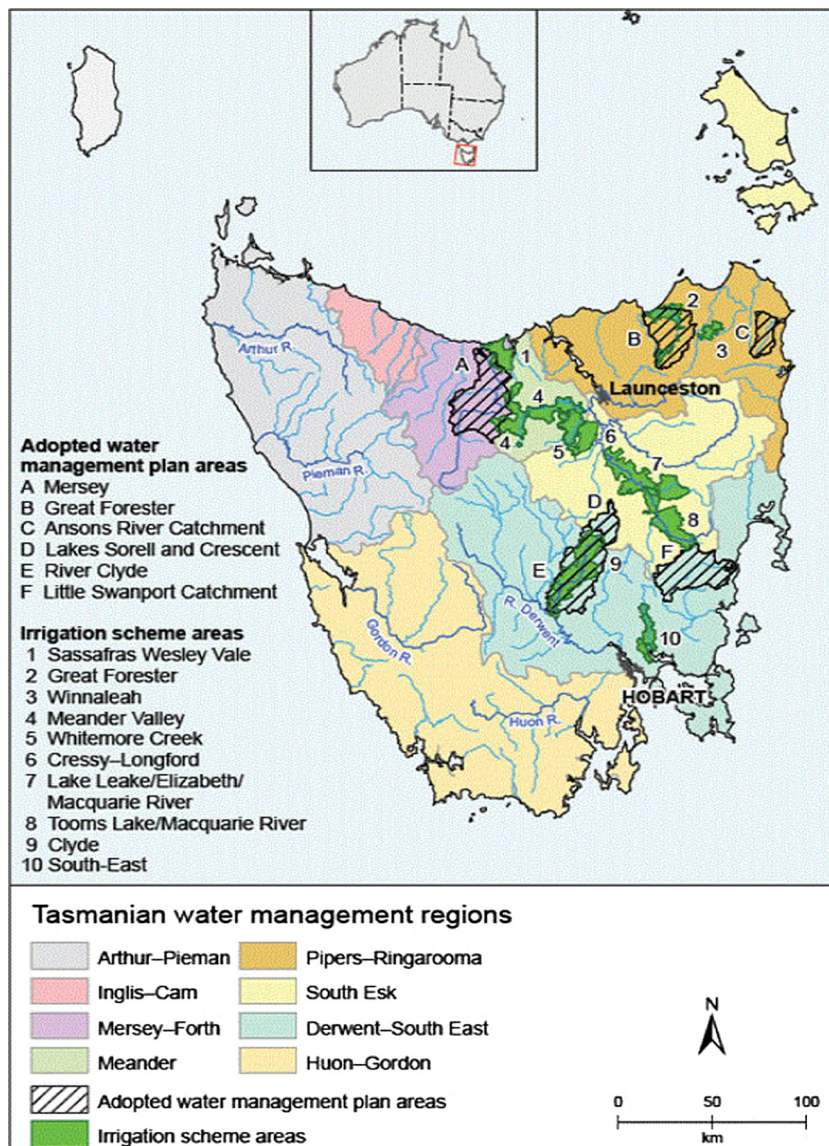 B
2
C
3
A
1
Launceston
Arthur R.
4
4
5
6
7
Pieman R.
D
8
F
E
9
R. Derwent
10
Gordon R.
HOBART
Huon R.
Adopted water
management plan areas
A Mersey
B Great Forester
C Ansons River Catchment
D Lakes Sorell and Crescent
E River Clyde
F Little Swanport Catchment
Irrigation scheme areas
1 Sassafras Wesley Vale
2 Great Forester
3 Winnaleah
4 Meander Valley
5 Whitemore Creek
6 Cressy–Longford
7 Lake Leake/Elizabeth/
Macquarie River
8 Tooms Lake/Macquarie River
9 Clyde
10 South-East
Tasmanian water management regions
Arthur–Pieman
Pipers–Ringarooma
Inglis–Cam
South Esk
Mersey–Forth
Derwent–South East
Meander
Huon–Gordon
Adopted water management plan areas
Irrigation scheme areas
N
0 50 100
km